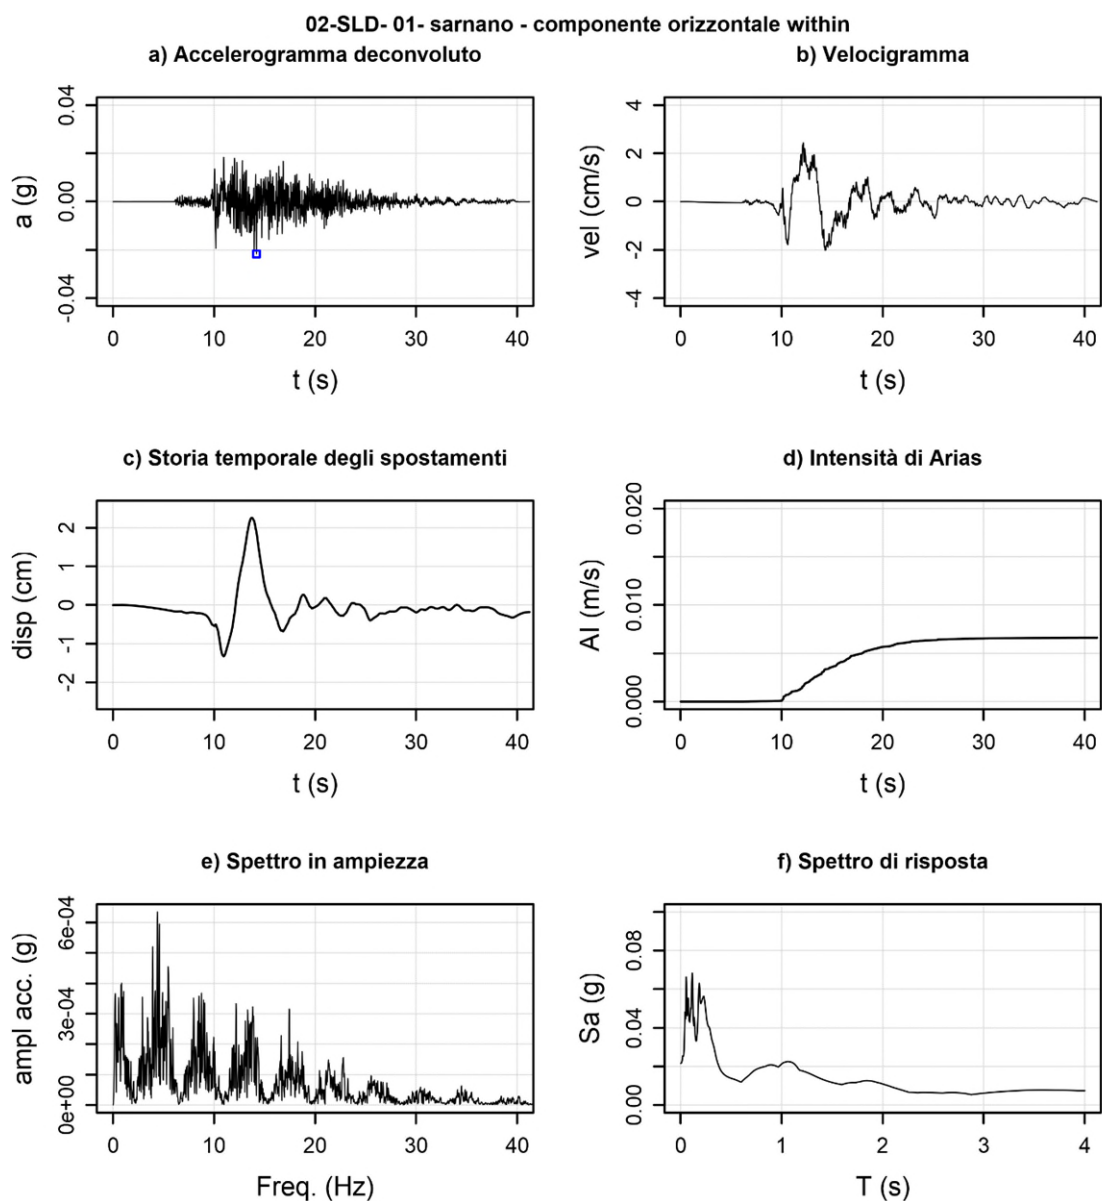 02-SLD- 01- sarnano - componente orizzontale within
a) Accelerogramma deconvoluto
a (g)
0.04
0.00
-0.04
0 10 20 30 40
t (s)
b) Velocigramma
vel (cm/s)
4
2
0
-2
-4
0 10 20 30 40
t (s)
c) Storia temporale degli spostamenti
disp (cm)
2
1
0
-1
-2
0 10 20 30 40
t (s)
d) Intensità di Arias
AI (m/s)
0.020
0.010
0.000
0 10 20 30 40
t (s)
e) Spettro in ampiezza
ampl acc. (g)
6e-04
3e-04
0e+00
0 10 20 30 40
Freq. (Hz)
f) Spettro di risposta
Sa (g)
0.08
0.04
0.00
0 1 2 3 4
T (s)